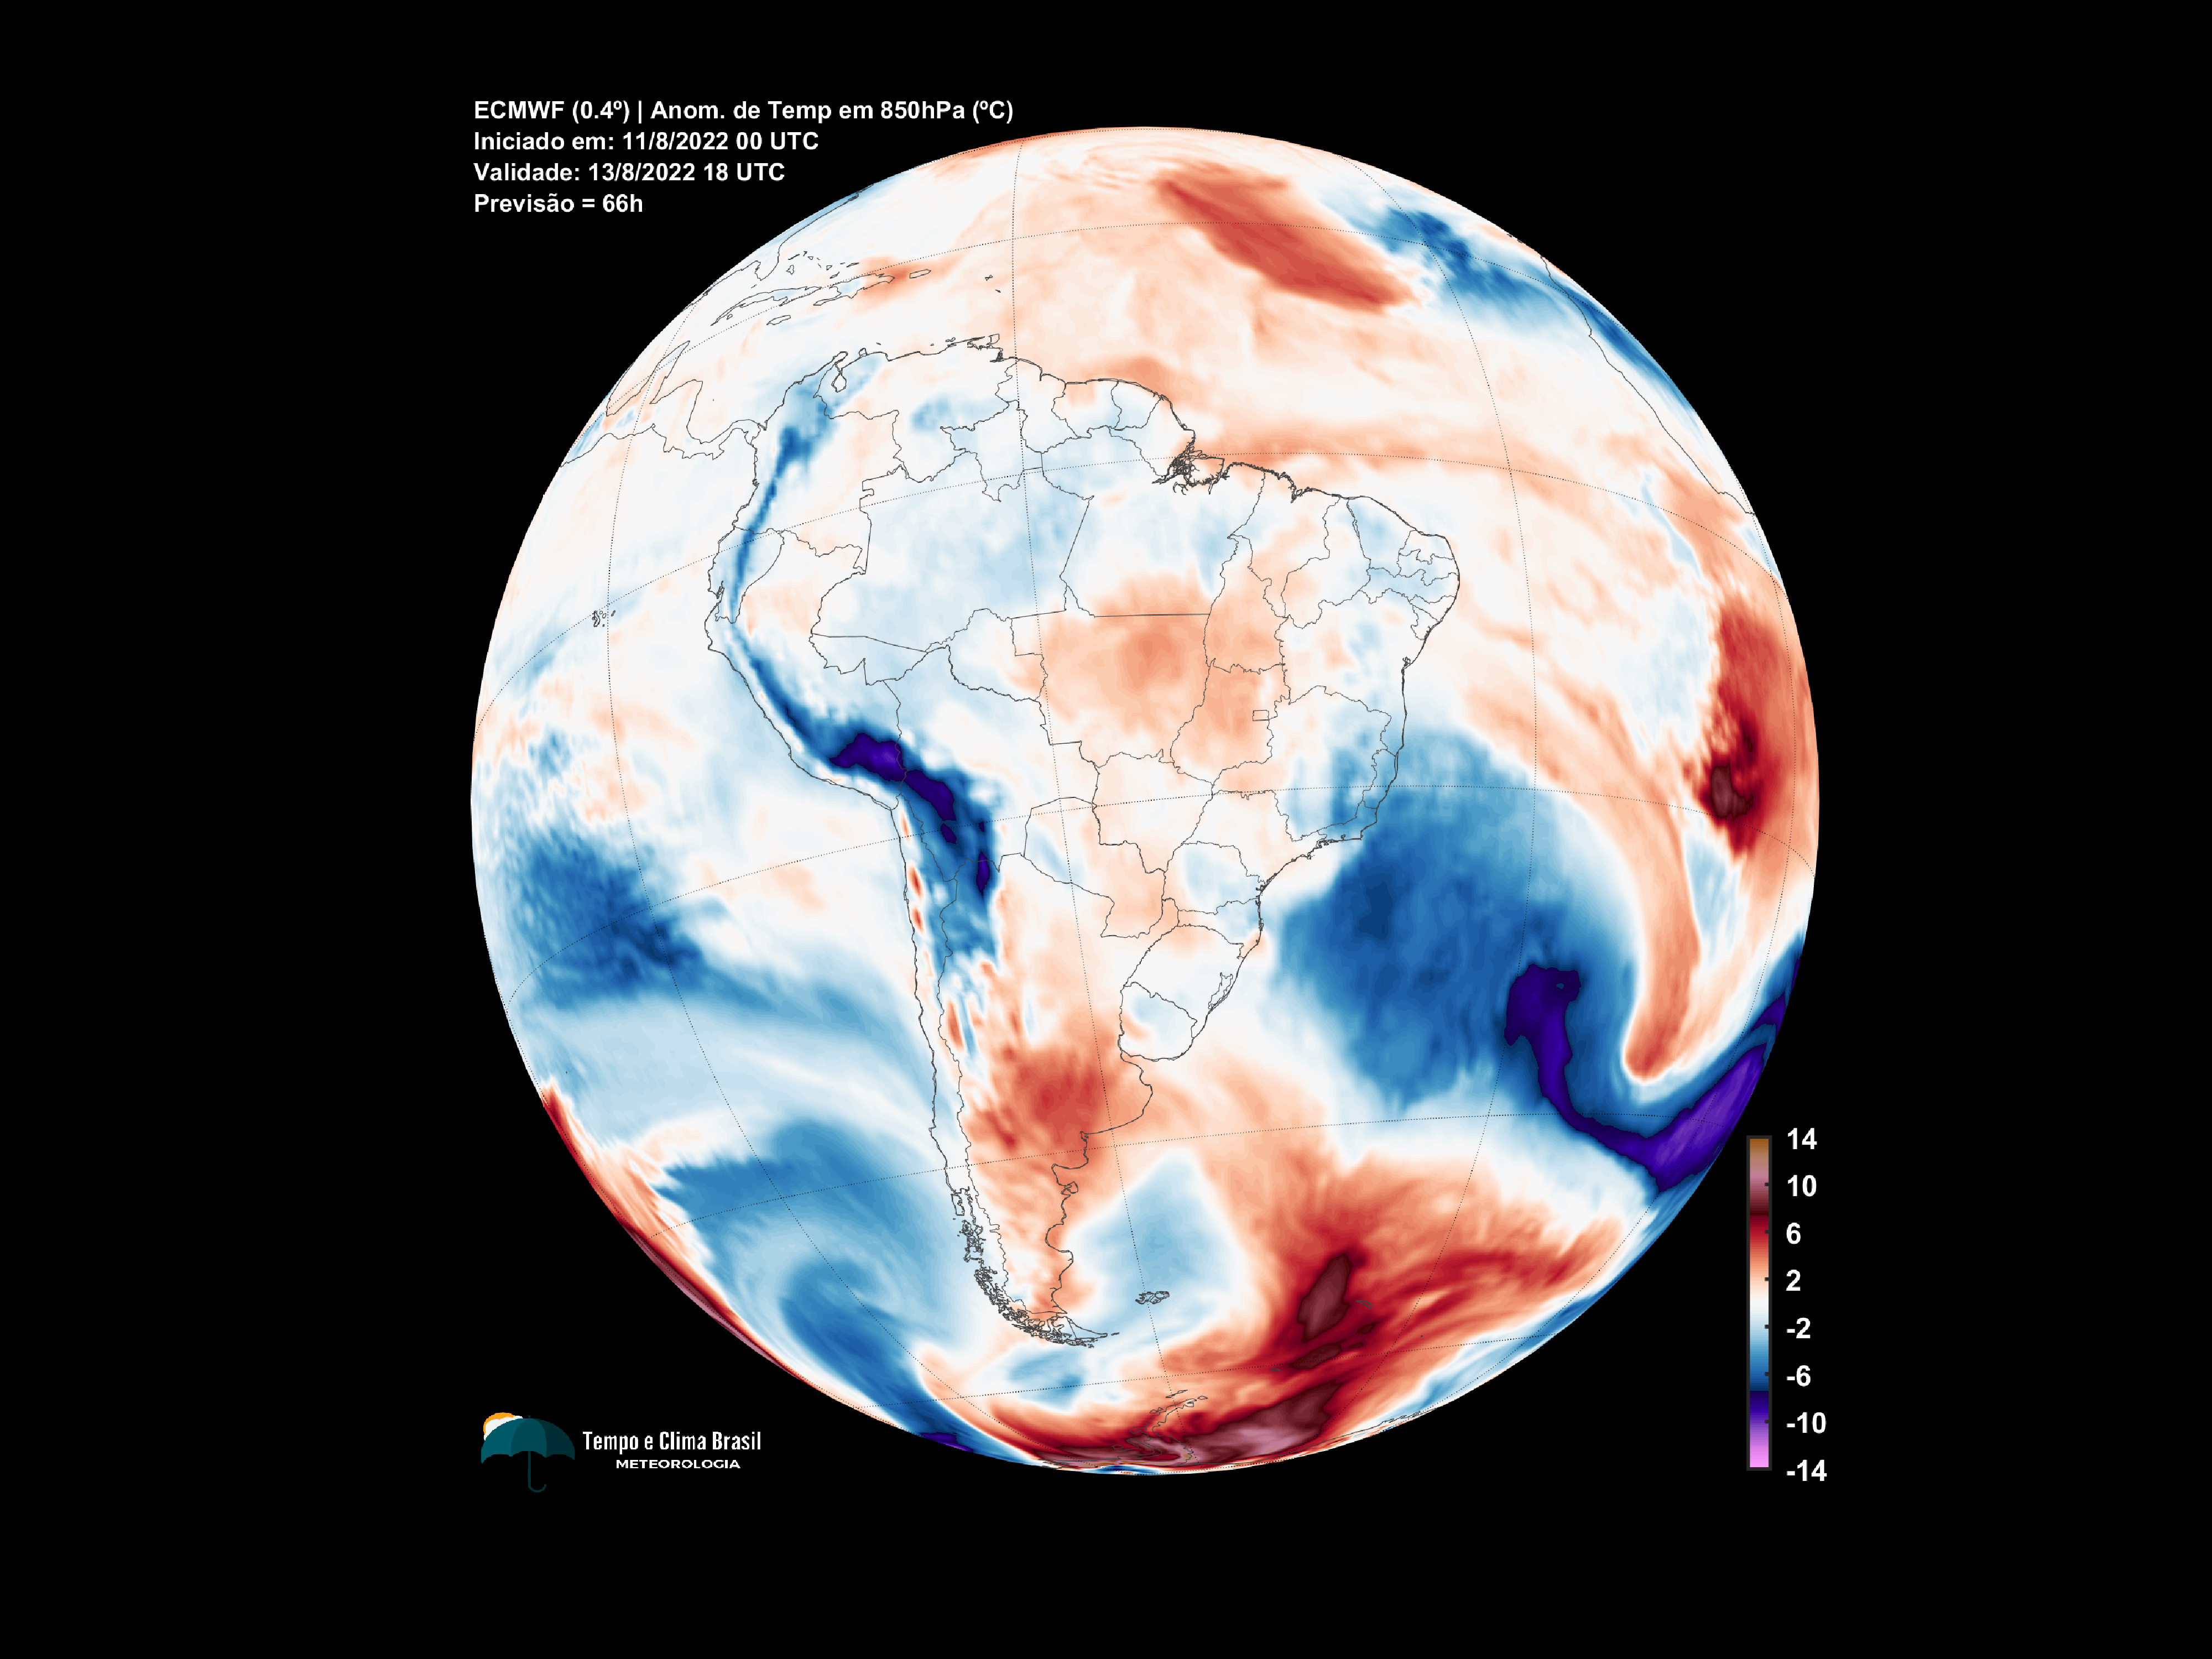 ECMWF (0.4º) | Anom. de Temp em 850hPa (ºC)
Iniciado em: 11/8/2022 00 UTC
Validade: 13/8/2022 18 UTC
Previsão = 66h
14
10
6
2
-2
-6
-10
-14
Tempo e Clima Brasil
METEOROLOGIA